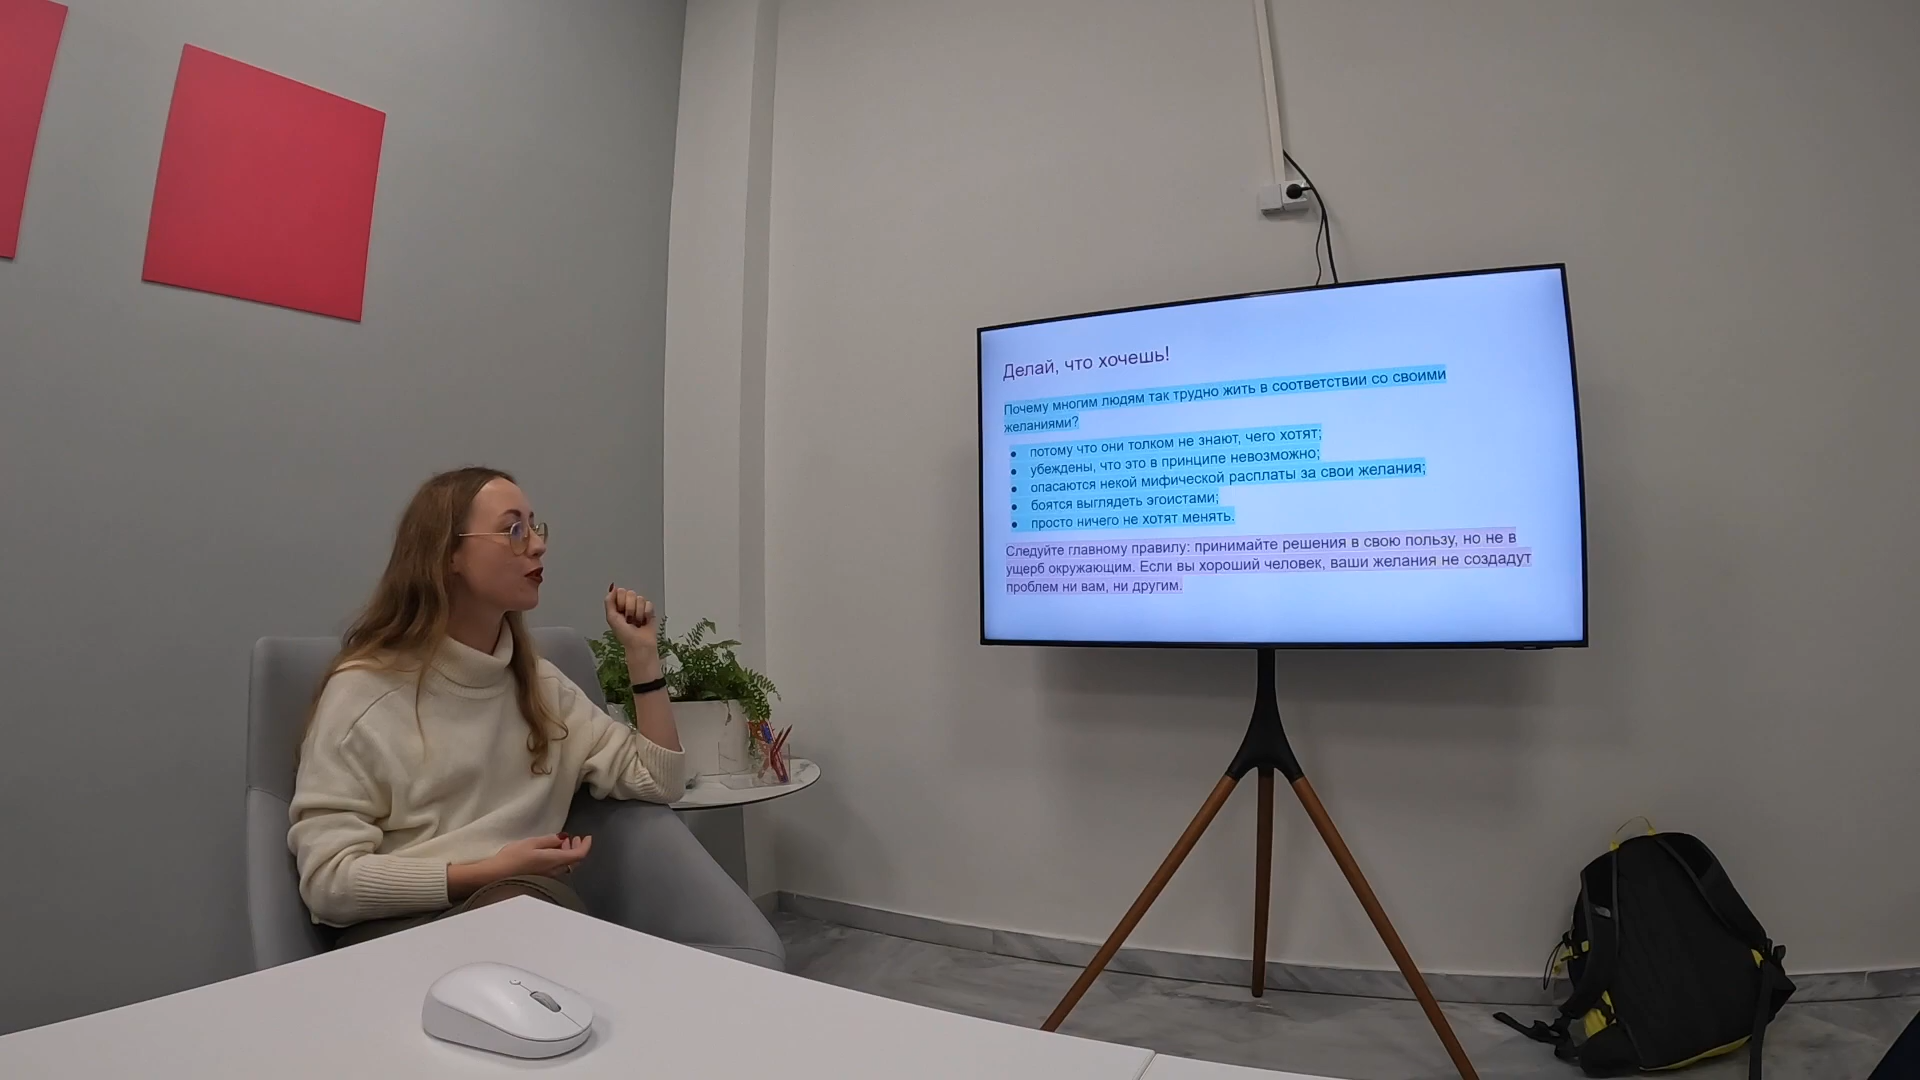 Делай, что хочешь!
Почему многим людям так трудно жить в соответствии со своими
желаниями?
● потому что они толком не знают, чего хотят;
● убеждены, что это в принципе невозможно;
● опасаются некой мифической расплаты за свои желания;
● боятся выглядеть эгоистами;
● просто ничего не хотят менять.
Следуйте главному правилу: принимайте решения в свою пользу, но не в
ущерб окружающим. Если вы хороший человек, ваши желания не создадут
проблем ни вам, ни другим.